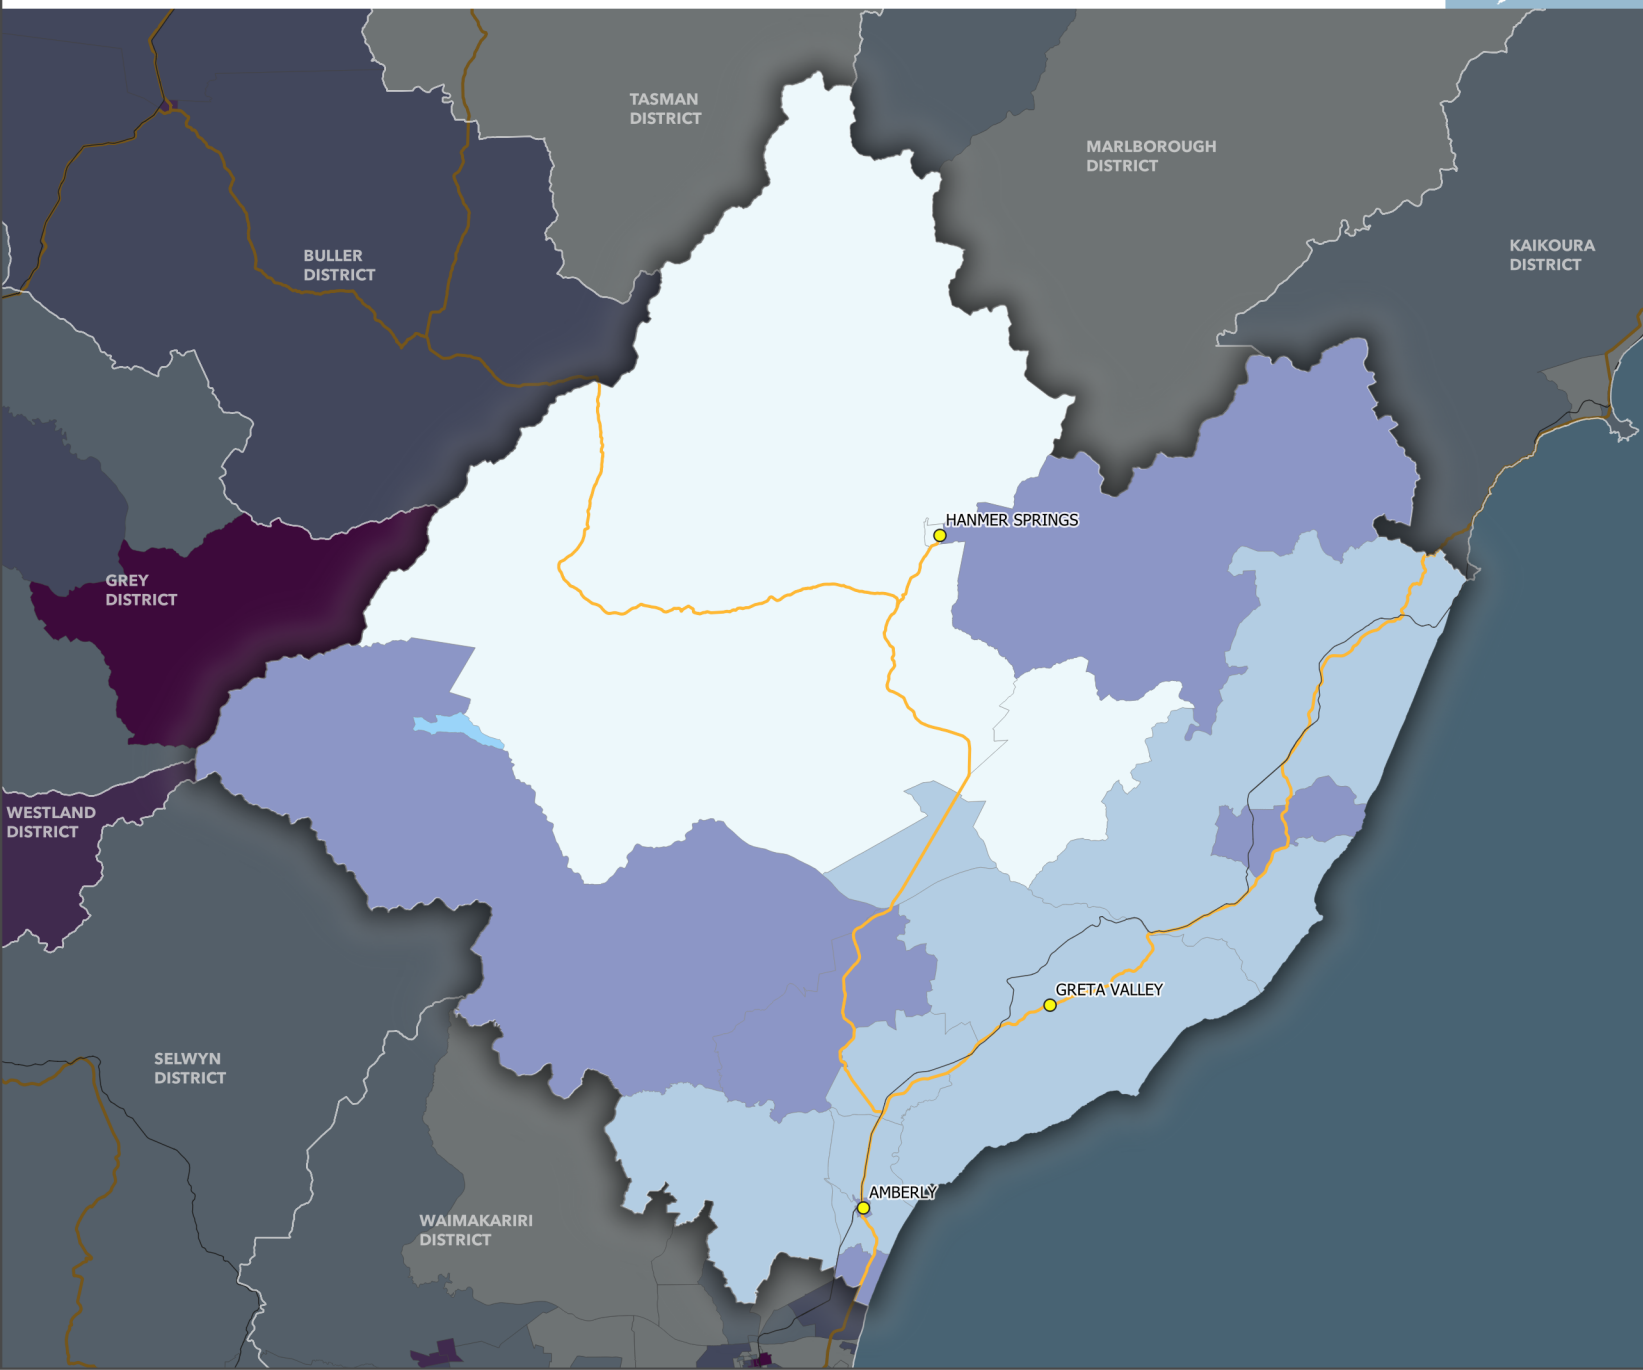 TASMAN
DISTRICT
MARLBOROUGH
DISTRICT
KAIKOURA
DISTRICT
BULLER
DISTRICT
HANMER SPRINGS
GREY
DISTRICT
WESTLAND
DISTRICT
GRETA VALLEY
SELWYN
DISTRICT
AMBERLY
WAIMAKARIRI
DISTRICT